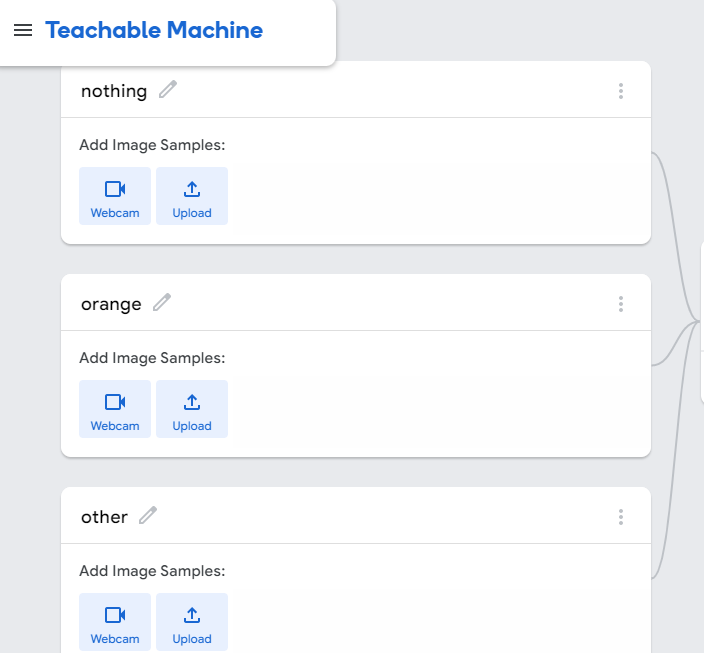 Teachable Machine
nothing
Add Image Samples:
Webcam
Upload
orange
Add Image Samples:
Webcam
Upload
other
Add Image Samples:
Webcam
Upload